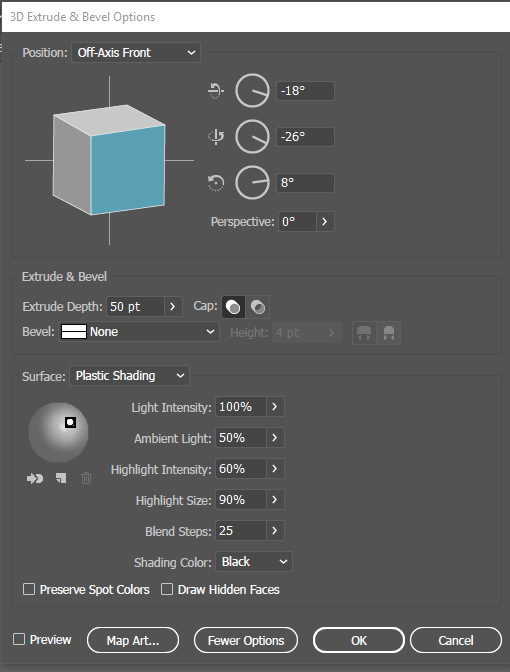 3D Extrude & Bevel Options
Position: Off-Axis Front
-18°
-26°
8°
Perspective: 0°
Extrude & Bevel
Extrude Depth: 50 pt Cap:
Bevel: None Height: 4 pt
Surface: Plastic Shading
Light Intensity: 100%
Ambient Light: 50%
Highlight Intensity: 60%
Highlight Size: 90%
Blend Steps: 25
Shading Color: Black
Preserve Spot Colors Draw Hidden Faces
Preview Map Art... Fewer Options OK Cancel